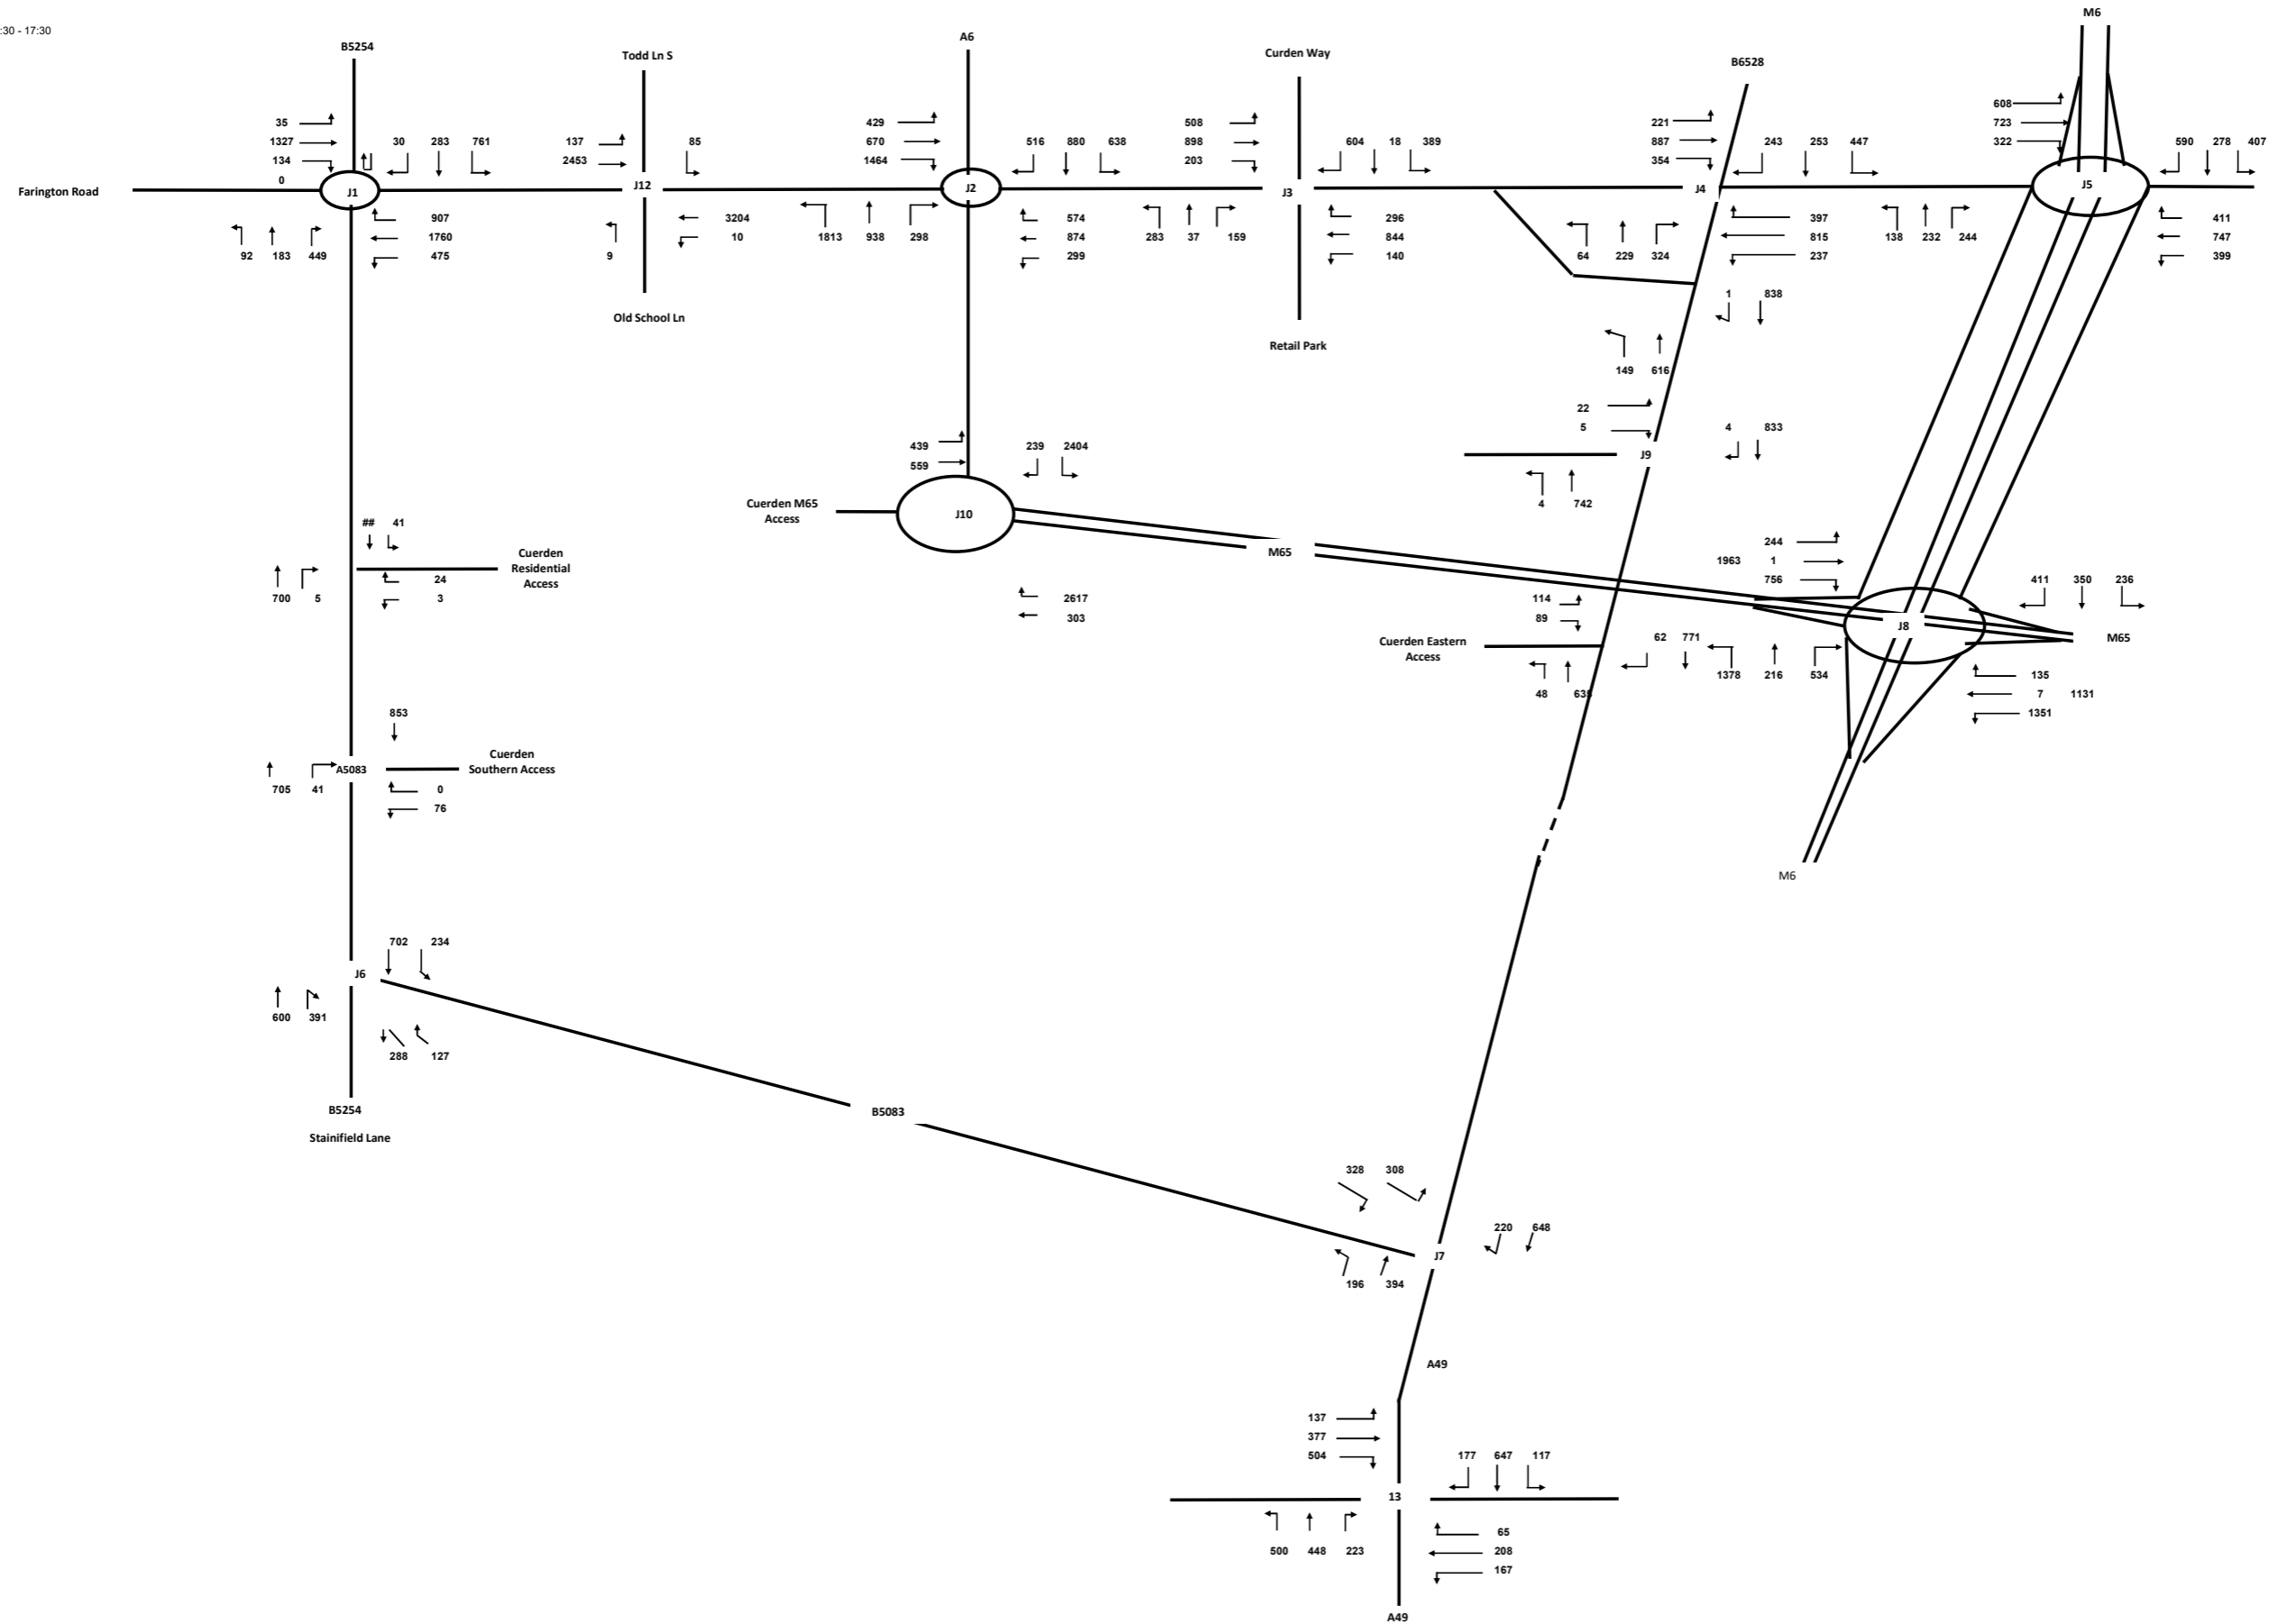 :30 - 17:30
M6
A6
B5254
Todd Ln S
Curden Way
B6528
608
35
429
508
221
723
1327
30 283 761
137
85
670
516 880 638
898
604 18 389
887
243 253 447
322
590 278 407
134
2453
1464
203
354
0
Farington Road
J1
J12
J2
J3
J4
J5
907
3204
574
296
397
411
92 183 449
1760
10
1813 938 298
874
283 37 159
844
64 229 324
815
138 232 244
747
475
9
299
140
237
399
1 838
Old School Ln
Retail Park
149 616
22
5
4 833
439
559
239 2404
J9
4 742
Cuerden M65
Access
J10
M65
## 41
Cuerden
Residential
Access
244
1963 1
756
700 5
24
3
2617
303
114
89
411 350 236
J8
M65
Cuerden Eastern
Access
62 771
1378 216 534
48 635
135
7 1131
1351
853
Cuerden
Southern Access
A5083
705 41
0
76
M6
702 234
J6
600 391
288 127
B5254
B5083
Stainifield Lane
328 308
220 648
J7
196 394
A49
137
377
504
177 647 117
13
500 448 223
65
208
167
A49